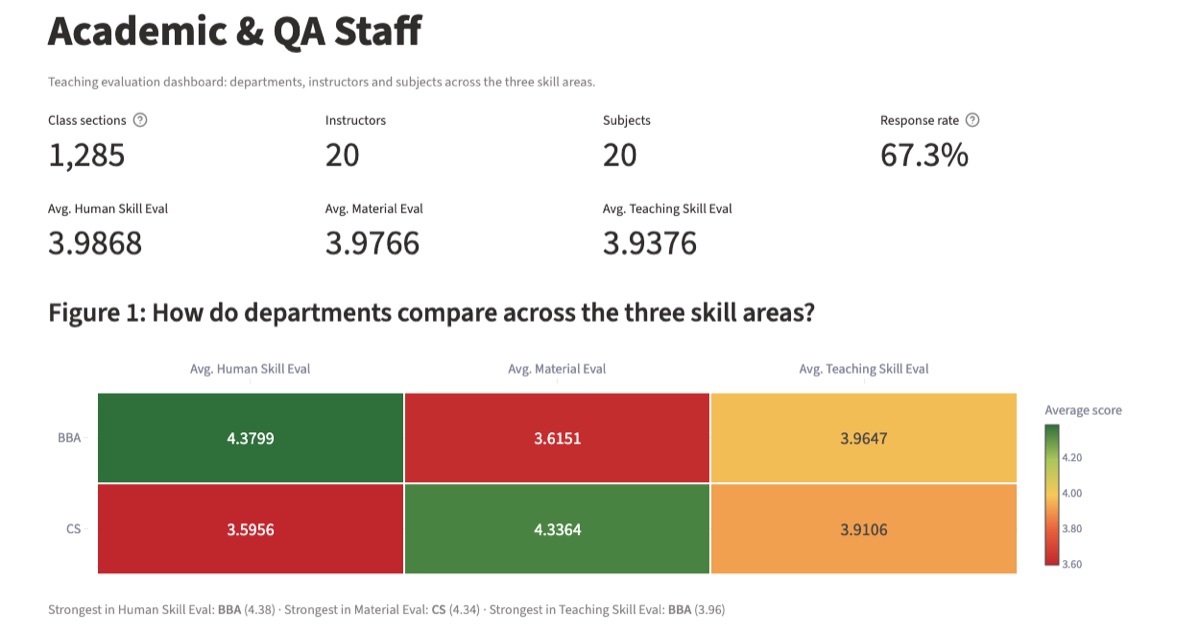 Academic & QA Staff
Teaching evaluation dashboard: departments, instructors and subjects across the three skill areas.
Class sections ?
Instructors
Subjects
Response rate ?
1,285
20
20
67.3%
Avg. Human Skill Eval
Avg. Material Eval
Avg. Teaching Skill Eval
3.9868
3.9766
3.9376
Figure 1: How do departments compare across the three skill areas?
Avg. Human Skill Eval
Avg. Material Eval
Avg. Teaching Skill Eval
Average score
BBA
4.3799
3.6151
3.9647
CS
3.5956
4.3364
3.9106
4.20
4.00
3.80
3.60
Strongest in Human Skill Eval: BBA (4.38) · Strongest in Material Eval: CS (4.34) · Strongest in Teaching Skill Eval: BBA (3.96)